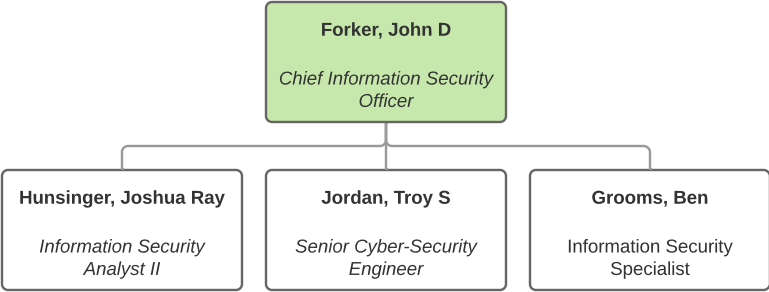 Forker, John D
Chief Information Security
Officer
Hunsinger, Joshua Ray
Information Security
Analyst II
Jordan, Troy S
Senior Cyber-Security
Engineer
Grooms, Ben
Information Security
Specialist